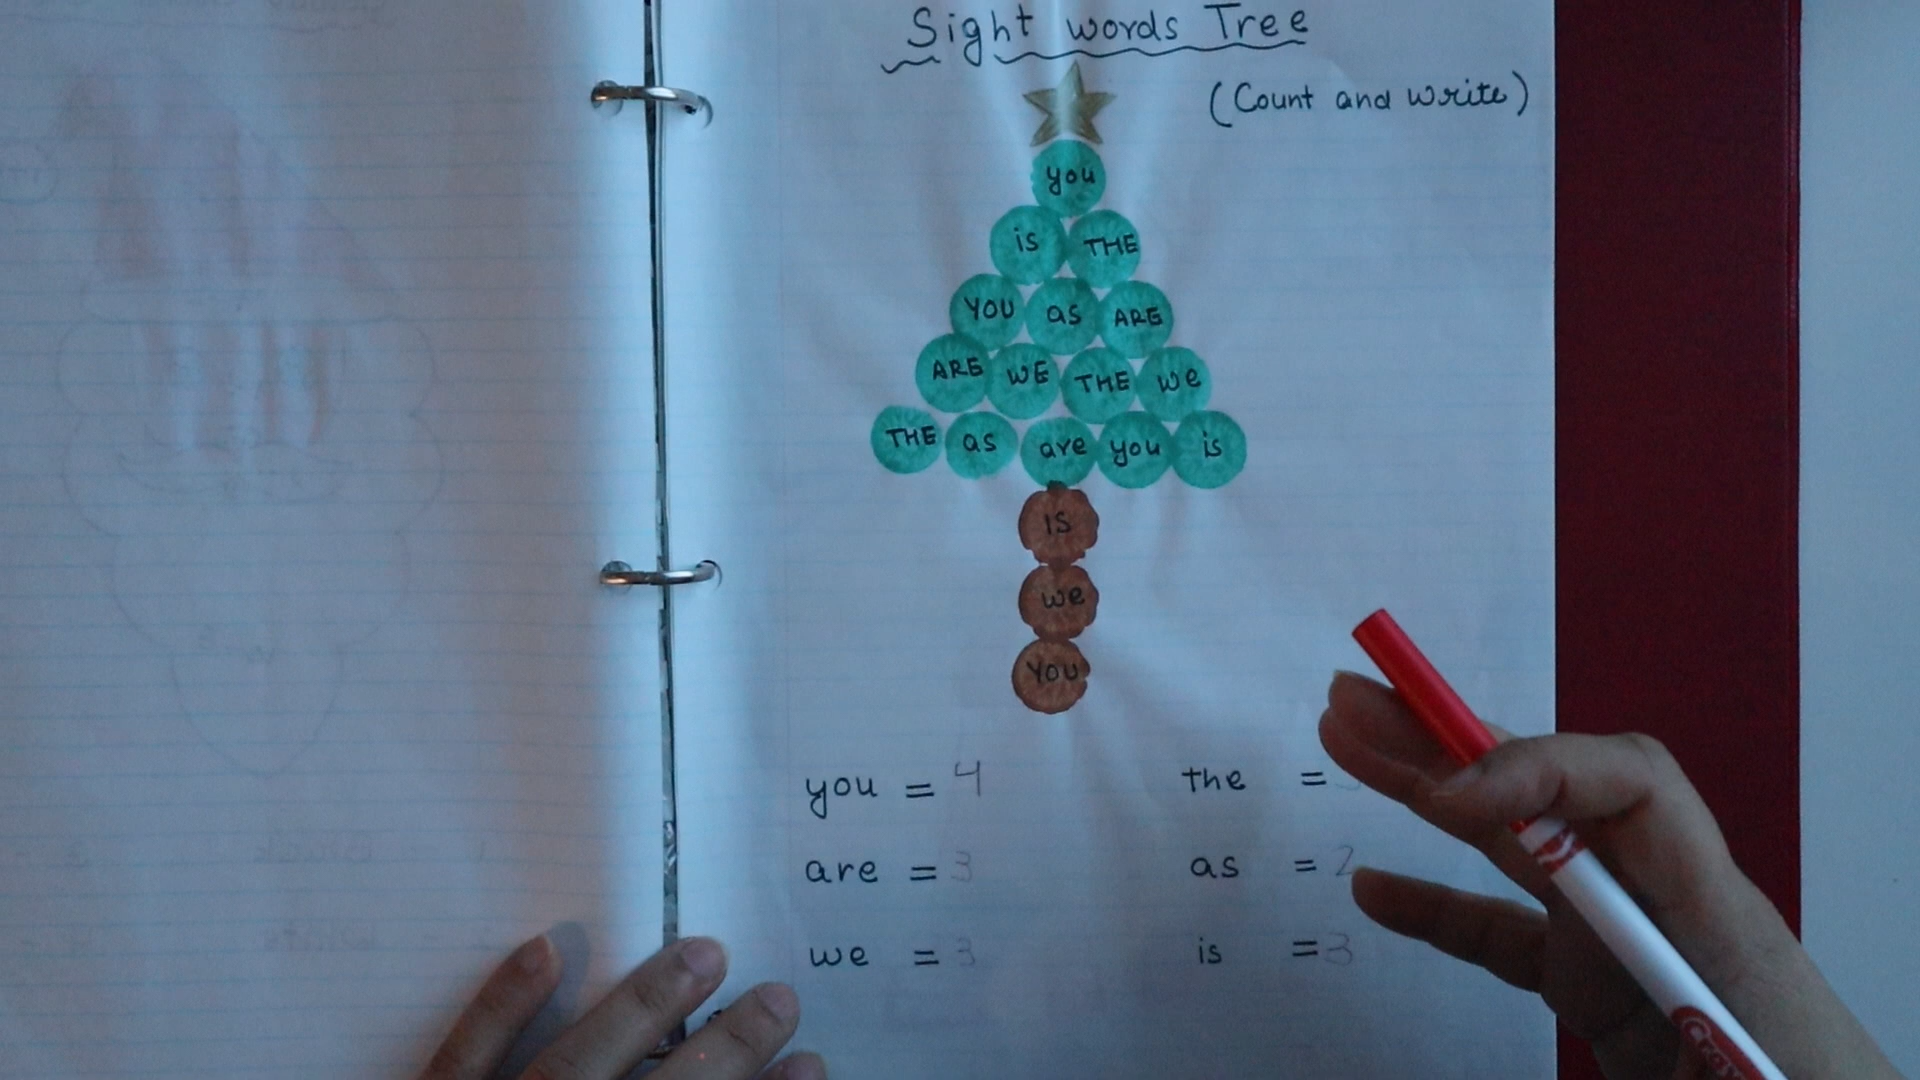 Sight words Tree
(Count and write)
you
is THE
YOU as ARE
ARE WE THE we
THE as are you is
IS
we
YOU
you = 4 the =
are = 3 as = 2
we = 3 is = 3